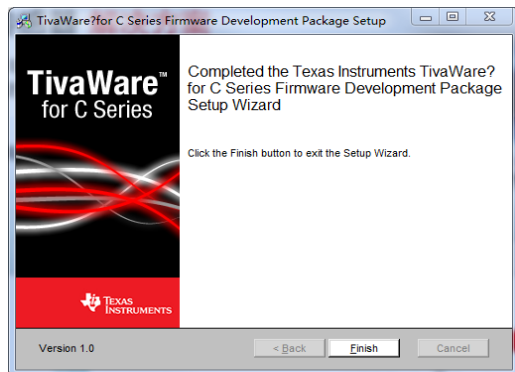 TivaWare?for C Series Firmware Development Package Setup
TivaWare™
for C Series
Completed the Texas Instruments TivaWare?
for C Series Firmware Development Package
Setup Wizard
Click the Finish button to exit the Setup Wizard.
TEXAS
INSTRUMENTS
Version 1.0
< Back
Finish
Cancel